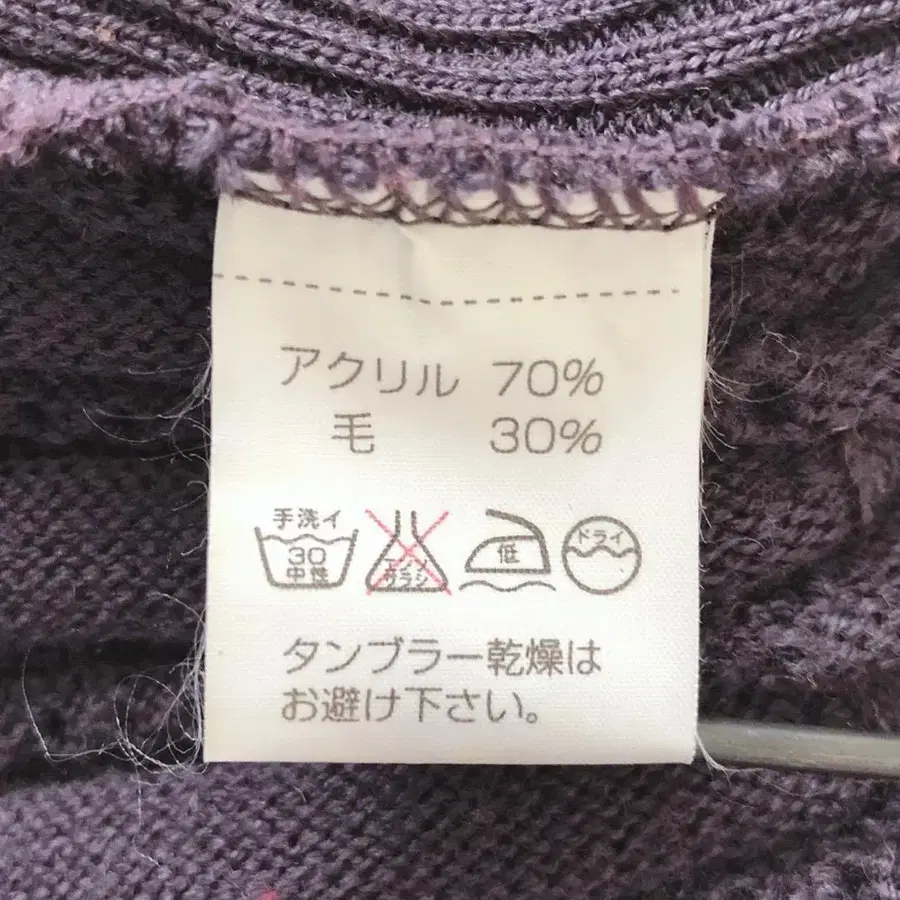 アクリル 70%
毛 30%
手洗イ
30
中性
エンソ
サラシ
低
ドライ
タンブラー乾燥は
お避け下さい。